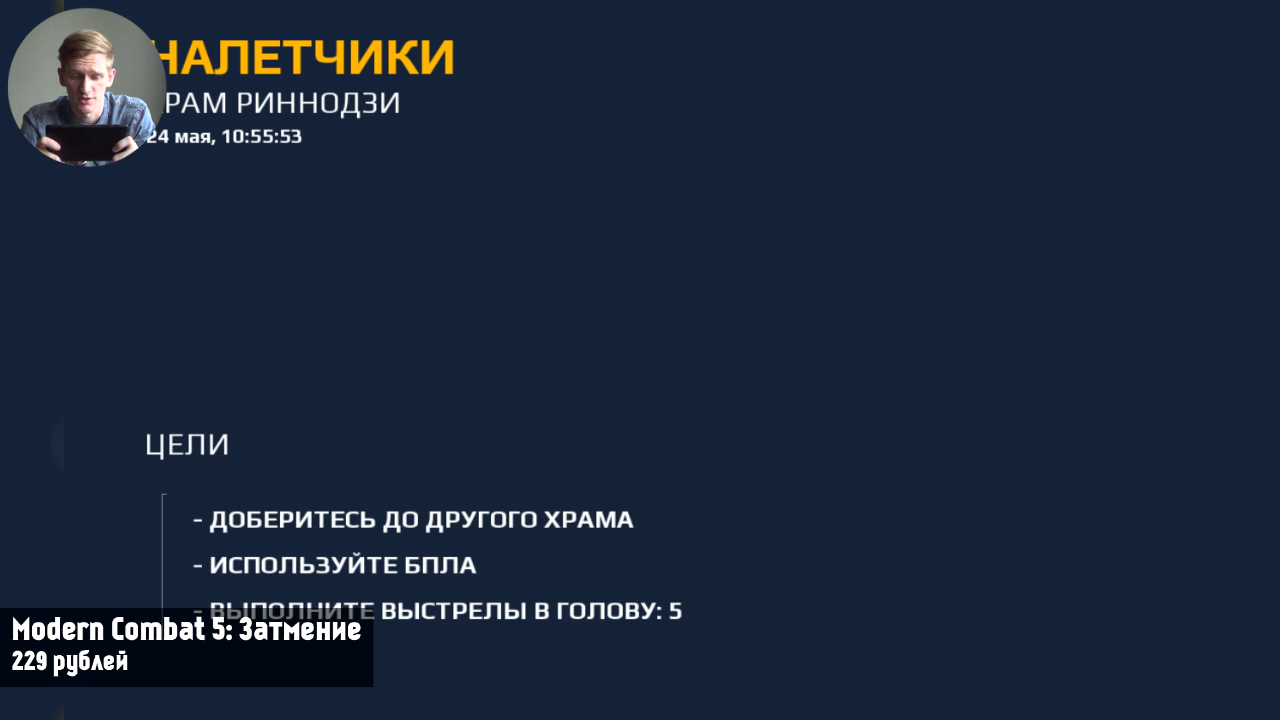 НАЛЕТЧИКИ
РАМ РИННОДЗИ
24 мая, 10:55:53
ЦЕЛИ
- ДОБЕРИТЕСЬ ДО ДРУГОГО ХРАМА
- ИСПОЛЬЗУЙТЕ БПЛА
- ВЫПОЛНИТЕ ВЫСТРЕЛЫ В ГОЛОВУ: 5
Modern Combat 5: Затмение
229 рублей